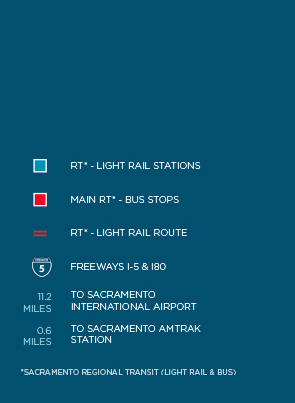 RT* - LIGHT RAIL STATIONS
MAIN RT* - BUS STOPS
RT* - LIGHT RAIL ROUTE
5
FREEWAYS I-5 & I80
11.2
MILES
TO SACRAMENTO
INTERNATIONAL AIRPORT
0.6
MILES
TO SACRAMENTO AMTRAK
STATION
*SACRAMENTO REGIONAL TRANSIT (LIGHT RAIL & BUS)